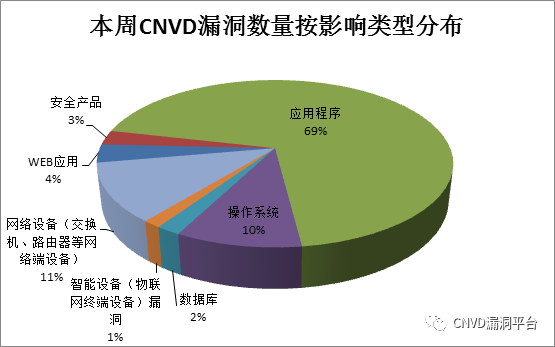 本周CNVD漏洞数量按影响类型分布
安全产品
3%
应用程序
69%
WEB应用
4%
操作系统
10%
网络设备（交换
机、路由器等网
络端设备）
11%
智能设备（物联
网终端设备）漏
洞
1%
数据库
2%
CNVD漏洞平台